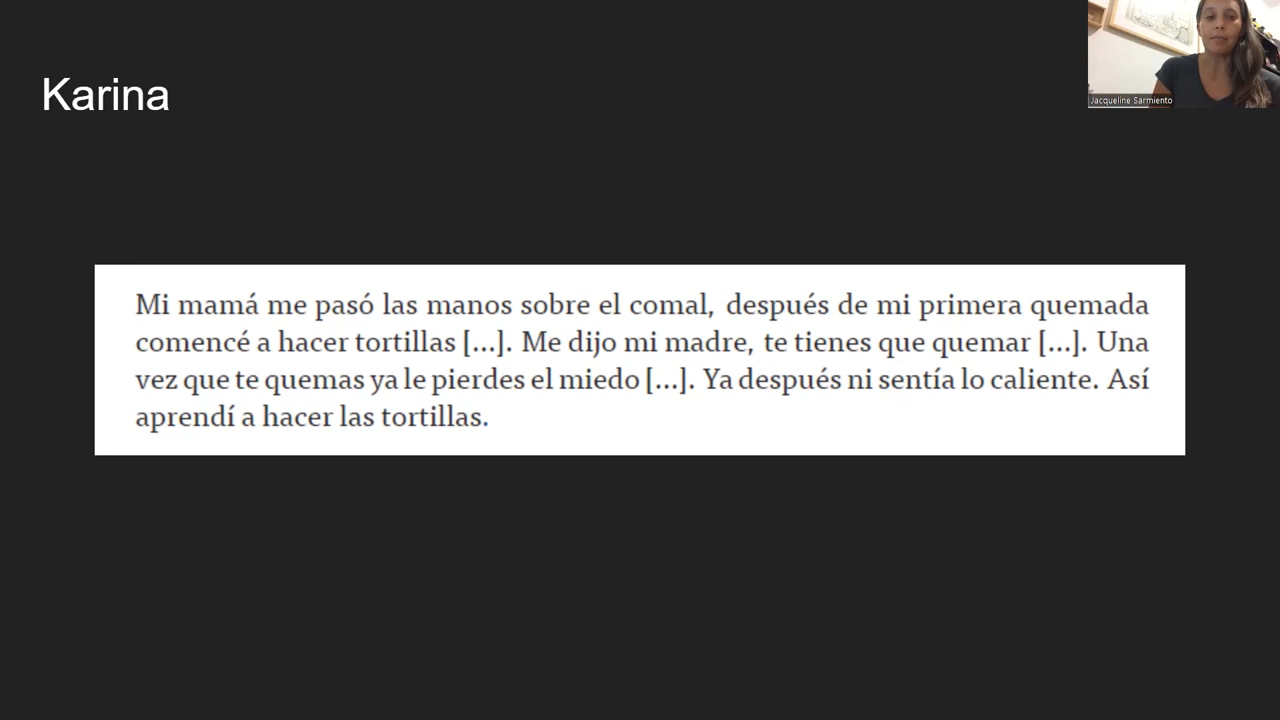 Karina
Jacqueline Sarmiento
Mi mamá me pasó las manos sobre el comal, después de mi primera quemada
comencé a hacer tortillas [...]. Me dijo mi madre, te tienes que quemar [...]. Una
vez que te quemas ya le pierdes el miedo [...]. Ya después ni sentía lo caliente. Así
aprendí a hacer las tortillas.